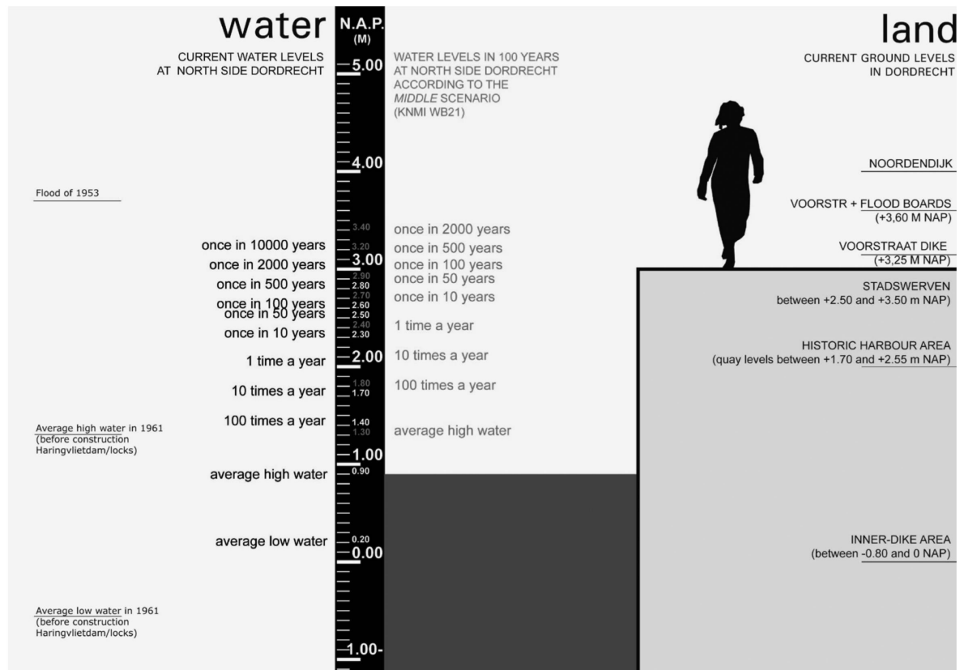 water
CURRENT WATER LEVELS
AT NORTH SIDE DORDRECHT
Flood of 1953
once in 10000 years
once in 2000 years
once in 500 years
once in 100 years
once in 50 years
once in 10 years
1 time a year
10 times a year
100 times a year
Average high water in 1961
(before construction
Haringvlietdam/locks)
average high water
average low water
Average low water in 1961
(before construction
Haringvlietdam/locks)
N.A.P.
(M)
5.00
4.00
3.40
3.20
3.00
2.90
2.80
2.70
2.60
2.50
2.40
2.30
2.00
1.80
1.70
1.40
1.30
1.00
0.90
0.20
0.00
1.00-
WATER LEVELS IN 100 YEARS
AT NORTH SIDE DORDRECHT
ACCORDING TO THE
MIDDLE SCENARIO
(KNMI WB21)
once in 2000 years
once in 500 years
once in 100 years
once in 50 years
once in 10 years
1 time a year
10 times a year
100 times a year
average high water
land
CURRENT GROUND LEVELS
IN DORDRECHT
NOORDENDIJK
VOORSTR + FLOOD BOARDS
(+3,60 M NAP)
VOORSTRAAT DIKE
(+3,25 M NAP)
STADSWERVEN
between +2.50 and +3.50 m NAP)
HISTORIC HARBOUR AREA
(quay levels between +1.70 and +2.55 m NAP)
INNER-DIKE AREA
(between -0.80 and 0 NAP)